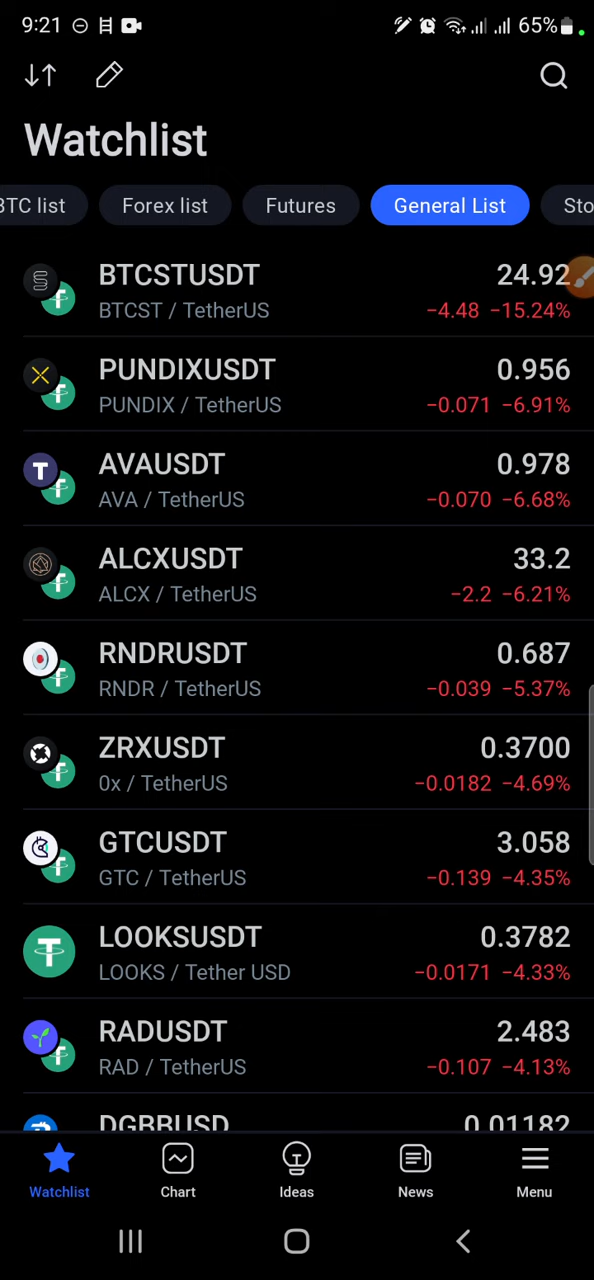 9:21
65%
Watchlist
BTC list
Forex list
Futures
General List
Sto
BTCSTUSDT 24.92
BTCST / TetherUS −4.48 −15.24%
PUNDIXUSDT 0.956
PUNDIX / TetherUS −0.071 −6.91%
AVAUSDT 0.978
AVA / TetherUS −0.070 −6.68%
ALCXUSDT 33.2
ALCX / TetherUS −2.2 −6.21%
RNDRUSDT 0.687
RNDR / TetherUS −0.039 −5.37%
ZRXUSDT 0.3700
0x / TetherUS −0.0182 −4.69%
GTCUSDT 3.058
GTC / TetherUS −0.139 −4.35%
LOOKSUSDT 0.3782
LOOKS / Tether USD −0.0171 −4.33%
RADUSDT 2.483
RAD / TetherUS −0.107 −4.13%
DGBBUSD 0.01182
Watchlist
Chart
Ideas
News
Menu